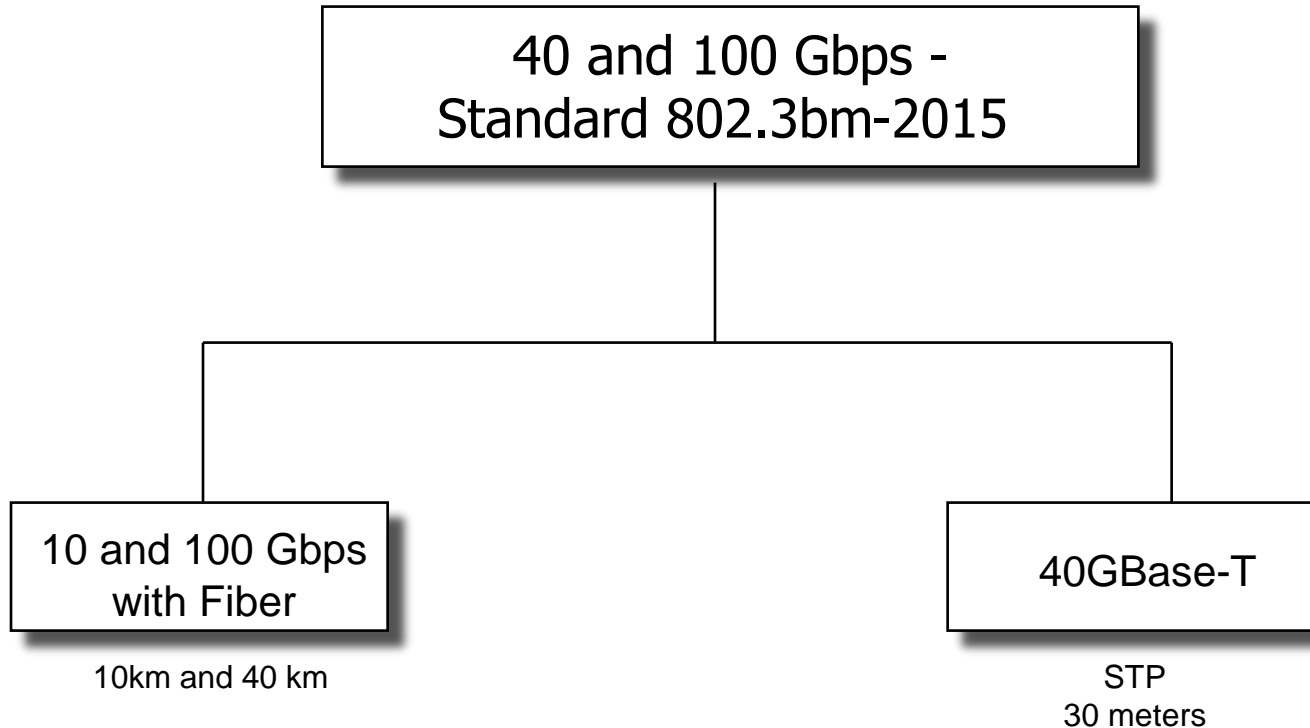 40 and 100 Gbps -
Standard 802.3bm-2015
10 and 100 Gbps
with Fiber
10km and 40 km
40GBase-T
STP
30 meters